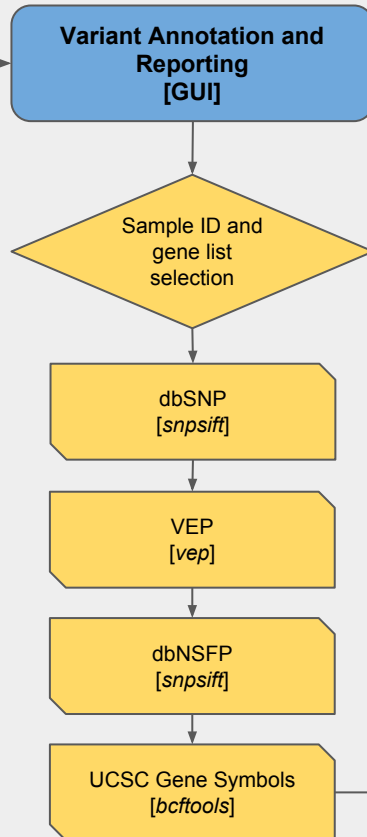 Variant Annotation and
Reporting
[GUI]
Sample ID and
gene list
selection
dbSNP
[snpsift]
VEP
[vep]
dbNSFP
[snpsift]
UCSC Gene Symbols
[bcftools]